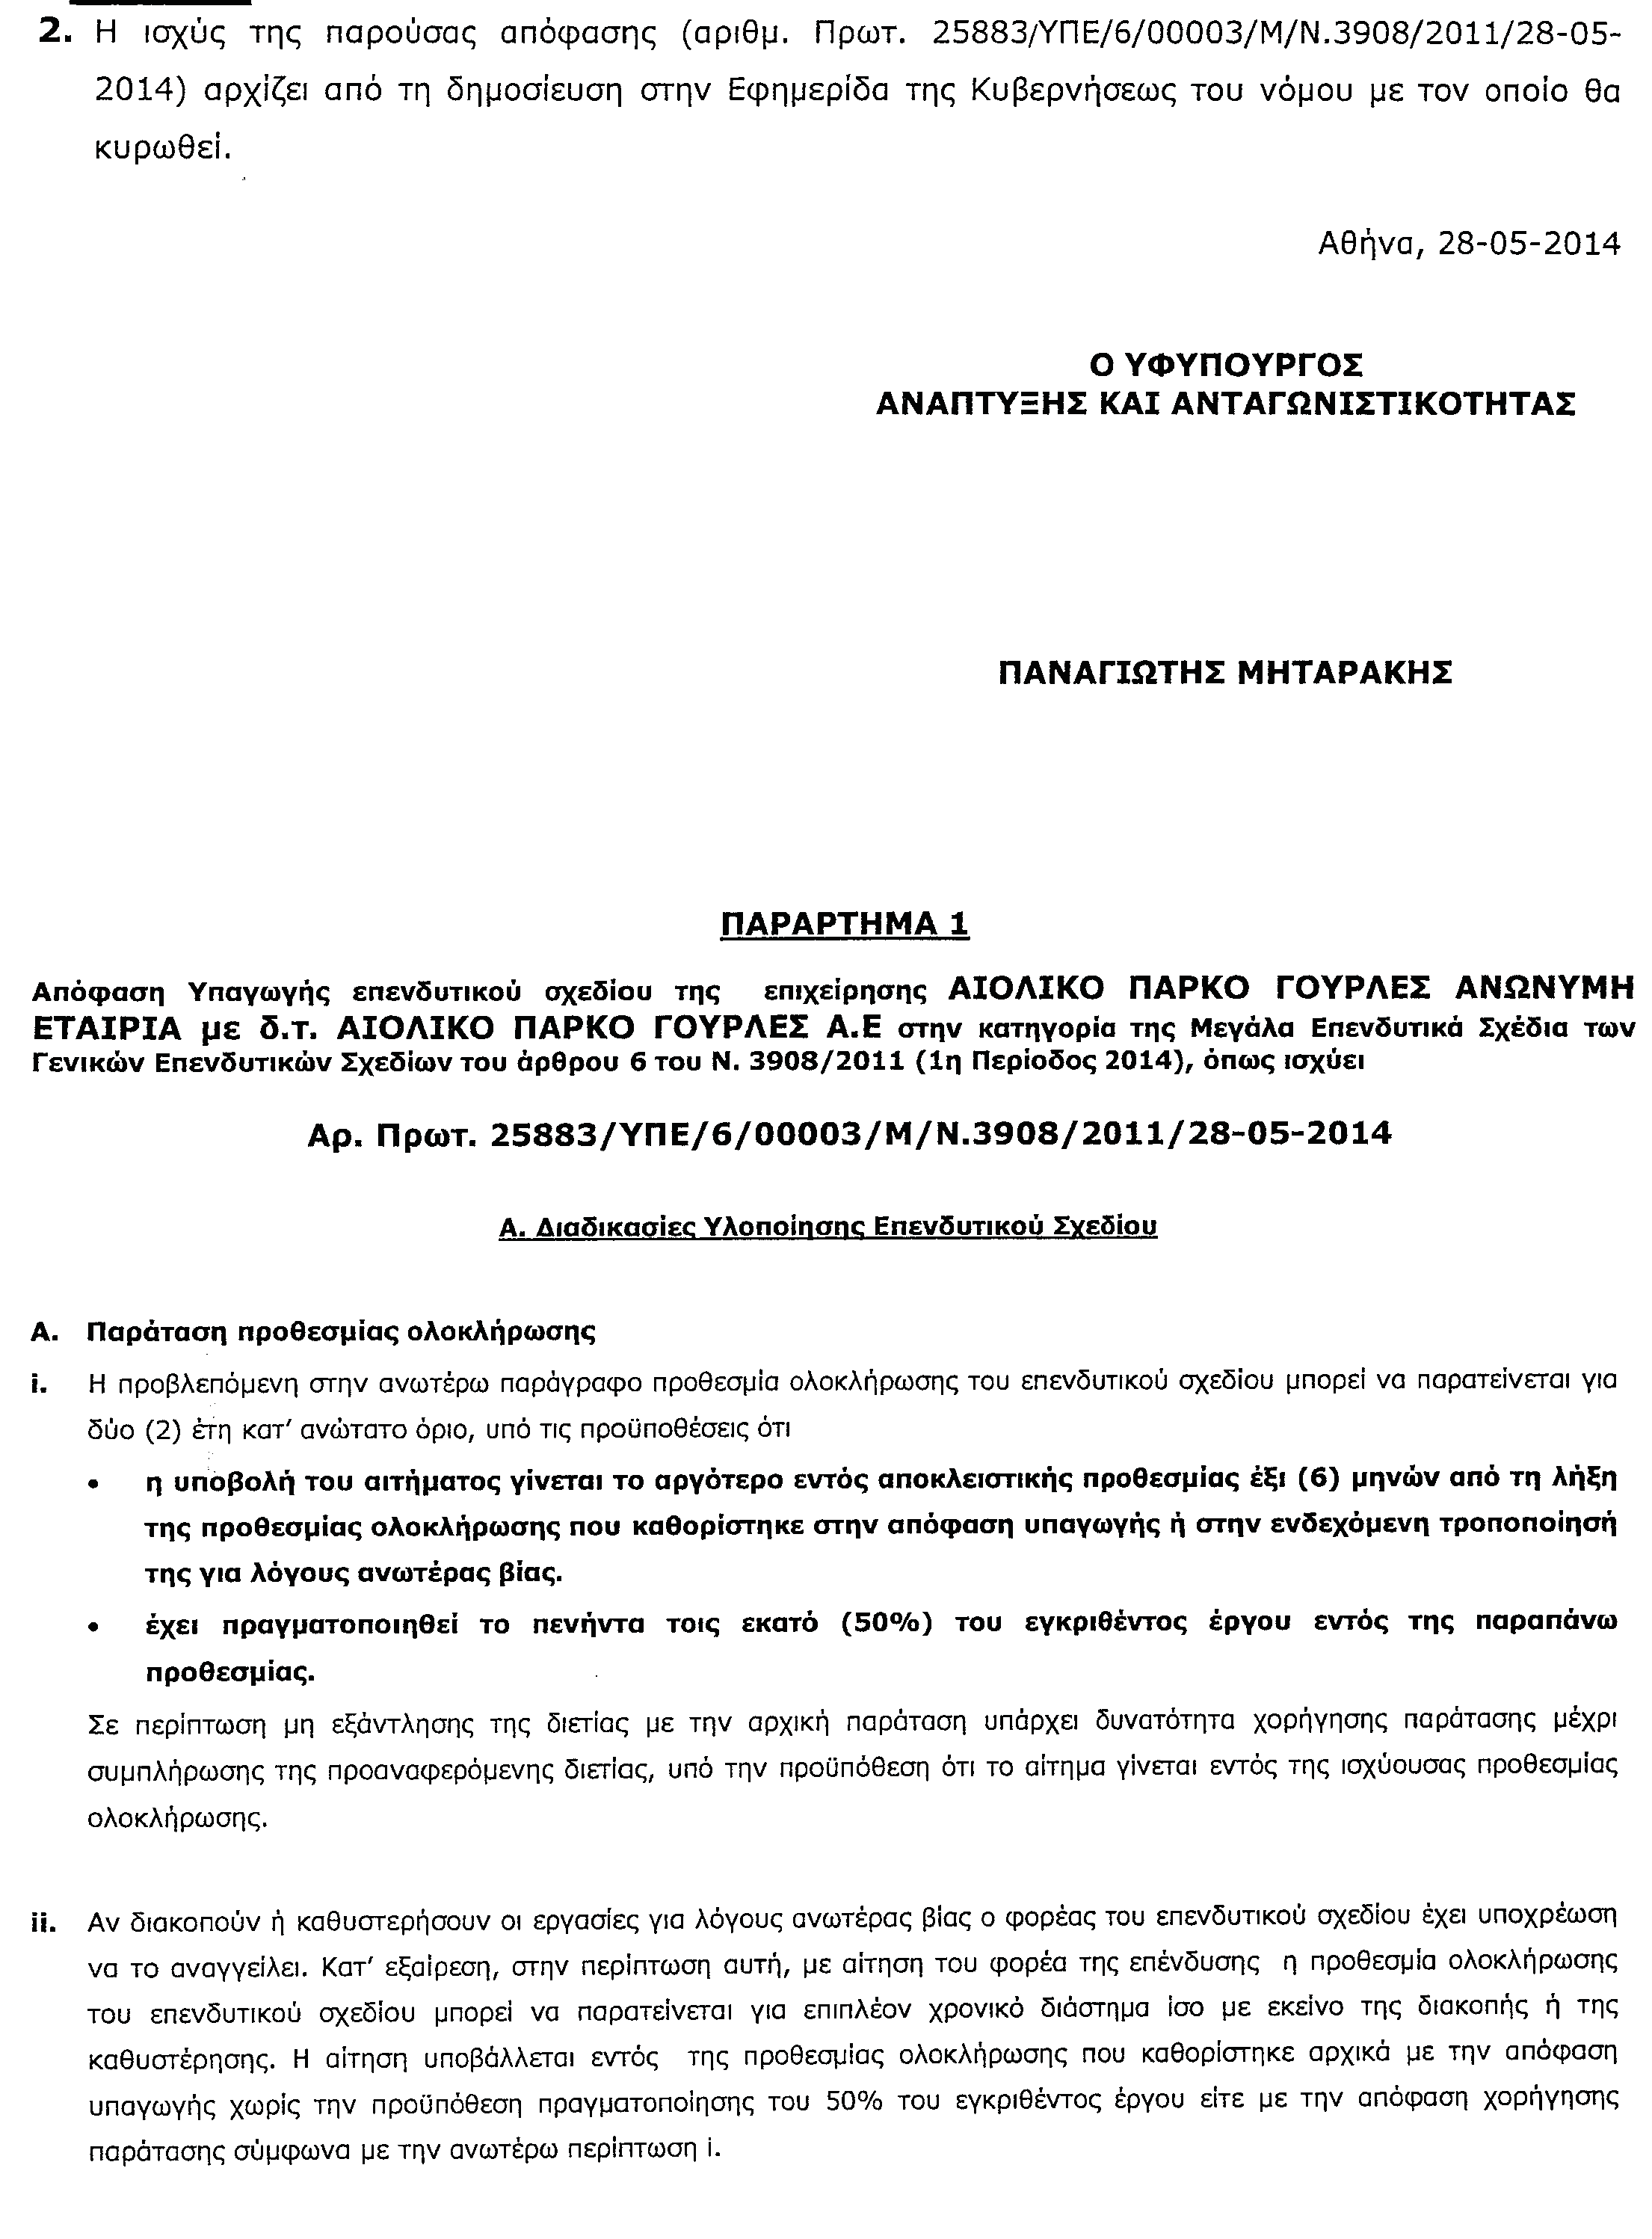 2. Η ισχύς της παρούσας απόφασης (αριθμ. Πρωτ. 25883/ΥΠΕ/6/00003/Μ/Ν.3908/2011/28-05-
2014) αρχίζει από τη δημοσίευση στην Εφημερίδα της Κυβερνήσεως του νόμου με τον οποίο θα
κυρωθεί.
Αθήνα, 28-05-2014
Ο ΥΦΥΠΟΥΡΓΟΣ
ΑΝΑΠΤΥΞΗΣ ΚΑΙ ΑΝΤΑΓΩΝΙΣΤΙΚΟΤΗΤΑΣ
ΠΑΝΑΓΙΩΤΗΣ ΜΗΤΑΡΑΚΗΣ
ΠΑΡΑΡΤΗΜΑ 1
Απόφαση Υπαγωγής επενδυτικού σχεδίου της επιχείρησης ΑΙΟΛΙΚΟ ΠΑΡΚΟ ΓΟΥΡΛΕΣ ΑΝΩΝΥΜΗ
ΕΤΑΙΡΙΑ με δ.τ. ΑΙΟΛΙΚΟ ΠΑΡΚΟ ΓΟΥΡΛΕΣ Α.Ε στην κατηγορία της Μεγάλα Επενδυτικά Σχέδια των
Γενικών Επενδυτικών Σχεδίων του άρθρου 6 του Ν. 3908/2011 (1η Περίοδος 2014), όπως ισχύει
Αρ. Πρωτ. 25883/ΥΠΕ/6/00003/Μ/Ν.3908/2011/28-05-2014
Α. Διαδικασίες Υλοποίησης Επενδυτικού Σχεδίου
Α. Παράταση προθεσμίας ολοκλήρωσης
i. Η προβλεπόμενη στην ανωτέρω παράγραφο προθεσμία ολοκλήρωσης του επενδυτικού σχεδίου μπορεί να παρατείνεται για
δύο (2) έτη κατ' ανώτατο όριο, υπό τις προϋποθέσεις ότι
• η υποβολή του αιτήματος γίνεται το αργότερο εντός αποκλειστικής προθεσμίας έξι (6) μηνών από τη λήξη
της προθεσμίας ολοκλήρωσης που καθορίστηκε στην απόφαση υπαγωγής ή στην ενδεχόμενη τροποποίησή
της για λόγους ανωτέρας βίας.
• έχει πραγματοποιηθεί το πενήντα τοις εκατό (50%) του εγκριθέντος έργου εντός της παραπάνω
προθεσμίας.
Σε περίπτωση μη εξάντλησης της διετίας με την αρχική παράταση υπάρχει δυνατότητα χορήγησης παράτασης μέχρι
συμπλήρωσης της προαναφερόμενης διετίας, υπό την προϋπόθεση ότι το αίτημα γίνεται εντός της ισχύουσας προθεσμίας
ολοκλήρωσης.
ii. Αν διακοπούν ή καθυστερήσουν οι εργασίες για λόγους ανωτέρας βίας ο φορέας του επενδυτικού σχεδίου έχει υποχρέωση
να το αναγγείλει. Κατ' εξαίρεση, στην περίπτωση αυτή, με αίτηση του φορέα της επένδυσης η προθεσμία ολοκλήρωσης
του επενδυτικού σχεδίου μπορεί να παρατείνεται για επιπλέον χρονικό διάστημα ίσο με εκείνο της διακοπής ή της
καθυστέρησης. Η αίτηση υποβάλλεται εντός της προθεσμίας ολοκλήρωσης που καθορίστηκε αρχικά με την απόφαση
υπαγωγής χωρίς την προϋπόθεση πραγματοποίησης του 50% του εγκριθέντος έργου είτε με την απόφαση χορήγησης
παράτασης σύμφωνα με την ανωτέρω περίπτωση i.